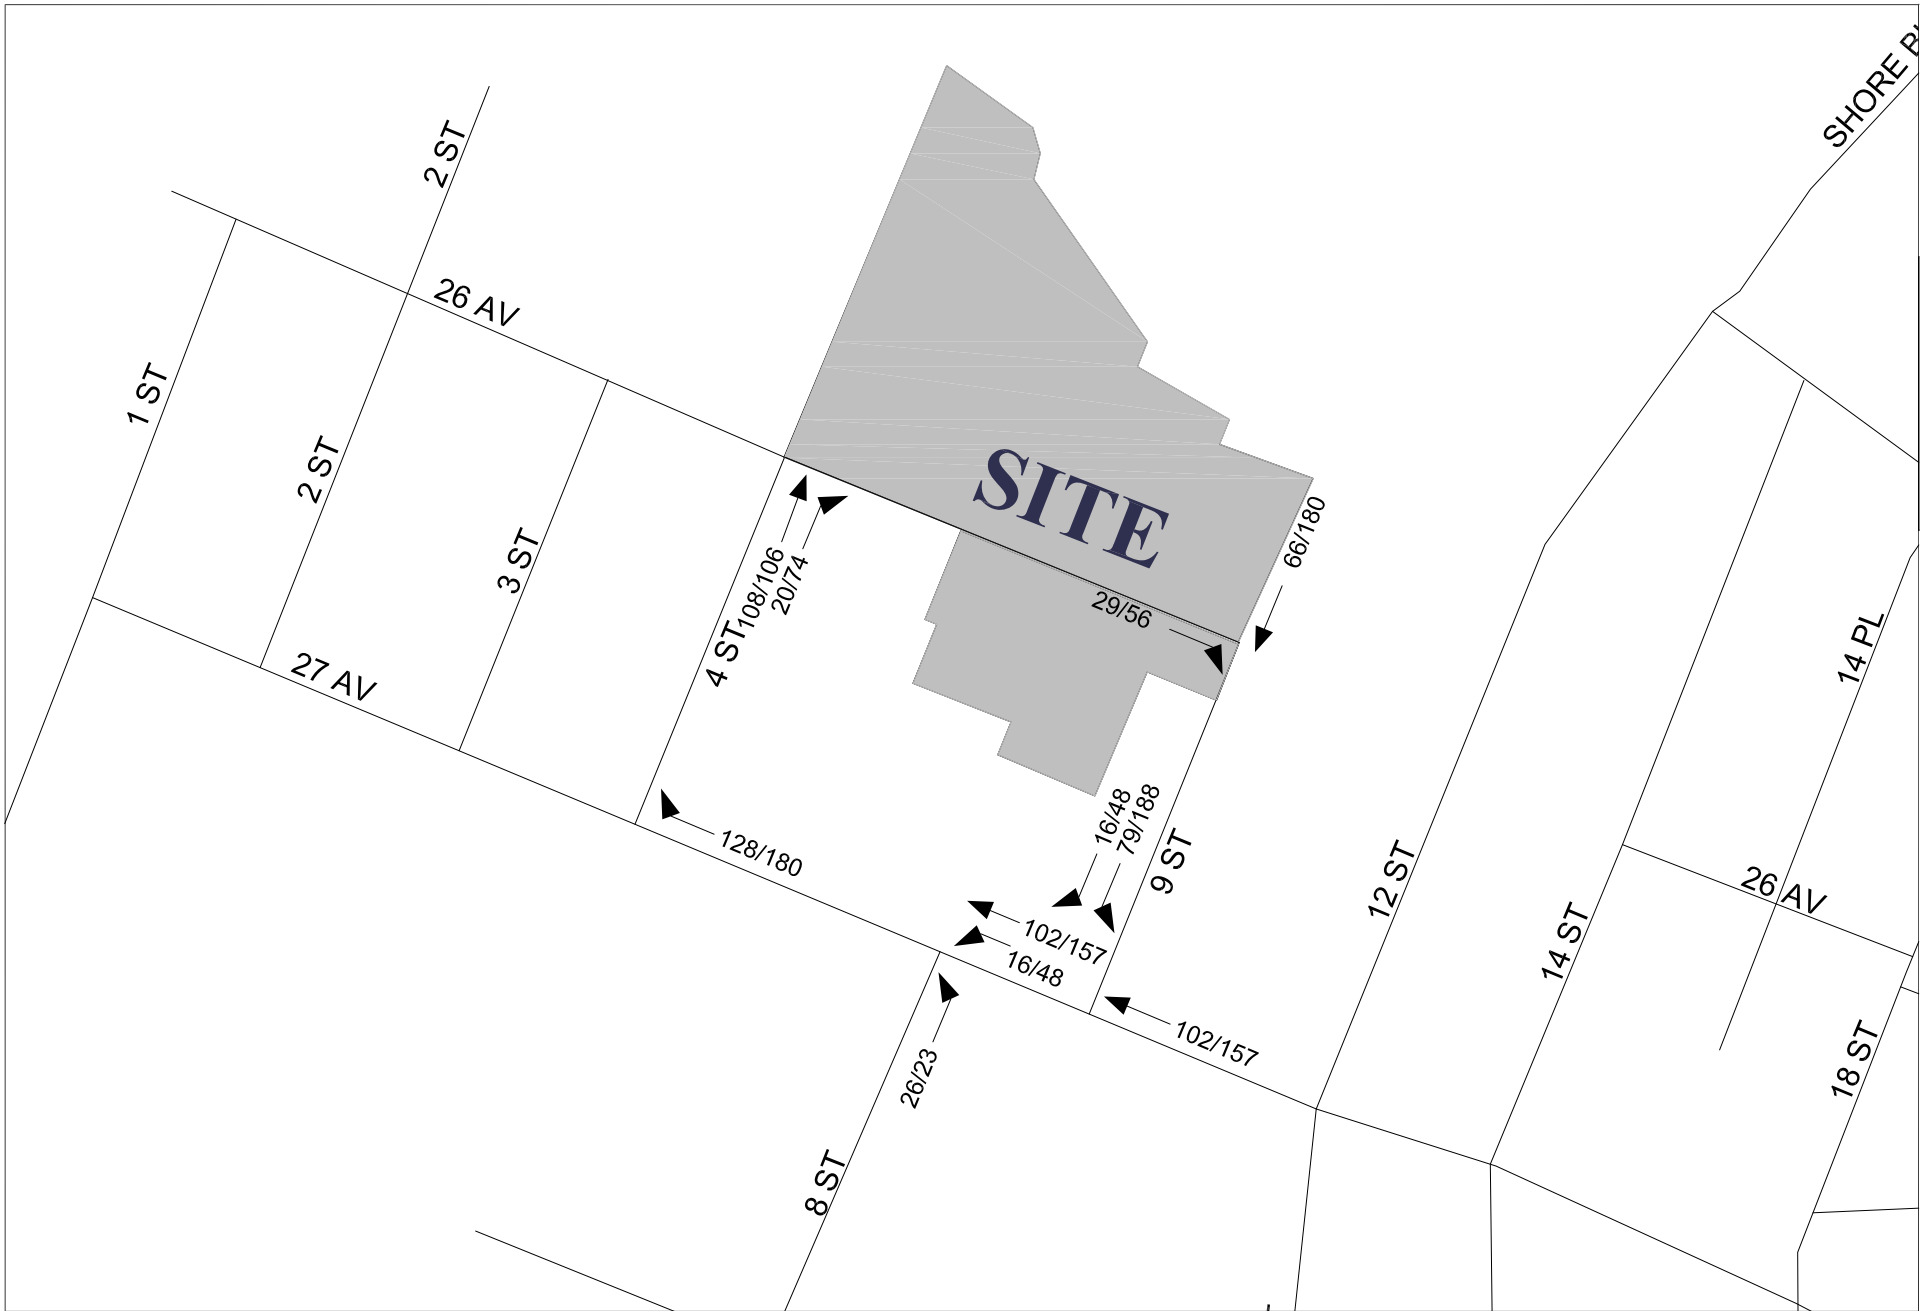 SHORE B
2 ST
26 AV
1 ST
2 ST
3 ST
27 AV
4 ST
108/106
20/74
SITE
66/180
29/56
14 PL
128/180
16/48
79/188
9 ST
102/157
16/48
12 ST
26 AV
14 ST
102/157
26/23
18 ST
8 ST